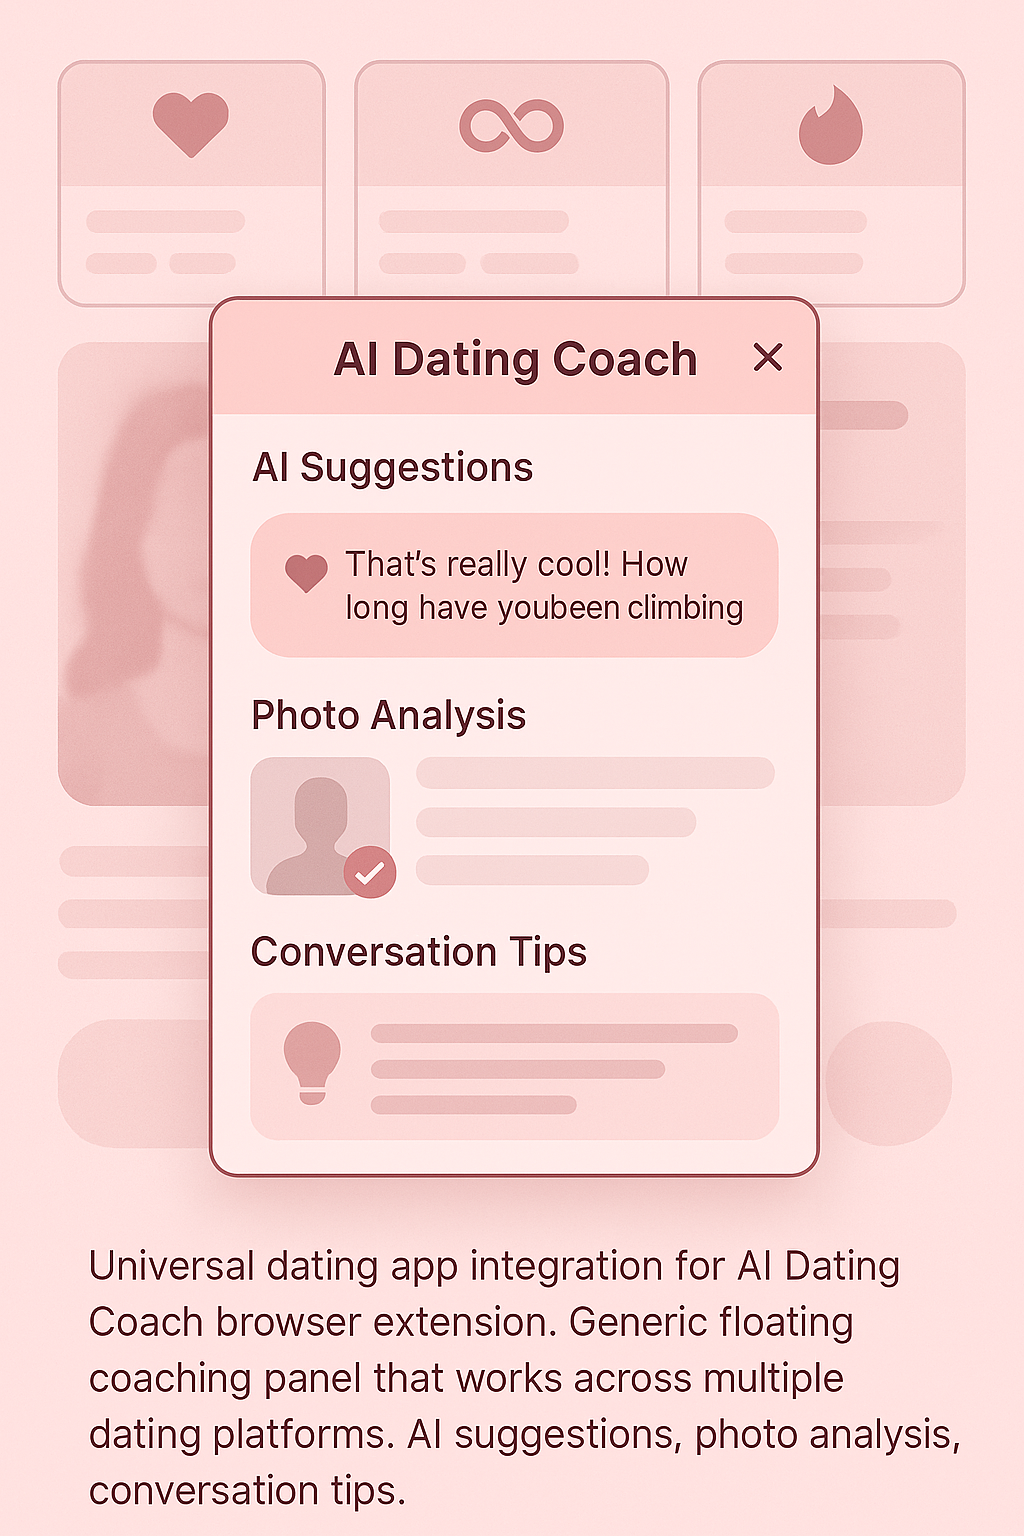 AI Dating Coach
AI Suggestions
That's really cool! How
long have youbeen climbing
Photo Analysis
Conversation Tips
Universal dating app integration for AI Dating
Coach browser extension. Generic floating
coaching panel that works across multiple
dating platforms. AI suggestions, photo analysis,
conversation tips.